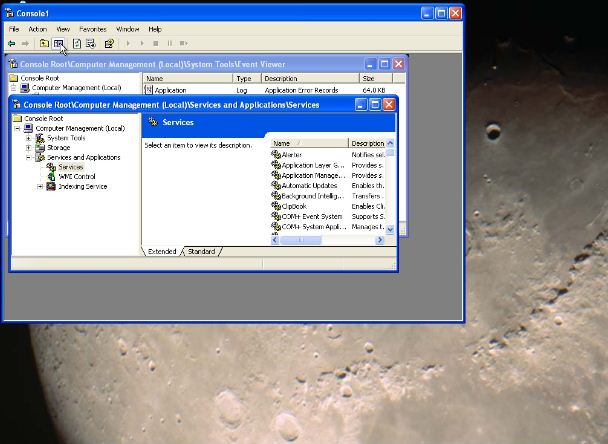 Console1
File Action View Favorites Window Help
Console Root\Computer Management (Local)\System Tools\Event Viewer
Console Root
Computer Management (Local)
Name Type Description Size
Application Log Application Error Records 64.0 KB
Console Root\Computer Management (Local)\Services and Applications\Services
Console Root
Computer Management (Local)
System Tools
Storage
Services and Applications
Services
WMI Control
Indexing Service
Services
Select an item to view its description.
Name Description
Alerter Notifies sel...
Application Layer G... Provides s...
Application Manage... Provides s...
Automatic Updates Enables th...
Background Intellig... Transfers...
ClipBook Enables Cli...
COM+ Event System Supports S...
COM+ System Appli... Manages t...
Extended Standard